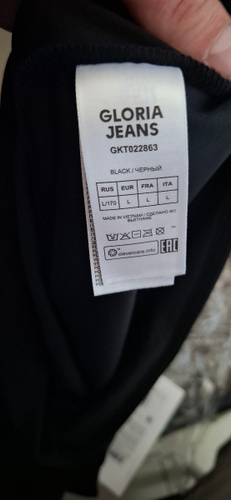 GLORIA
JEANS
GKT022863
BLACK / ЧЕРНЫЙ
RUS EUR FRA ITA
L/170 L L L
MADE IN VIETNAM / СДЕЛАНО ВО
ВЬЕТНАМЕ
clevercare.info EAC